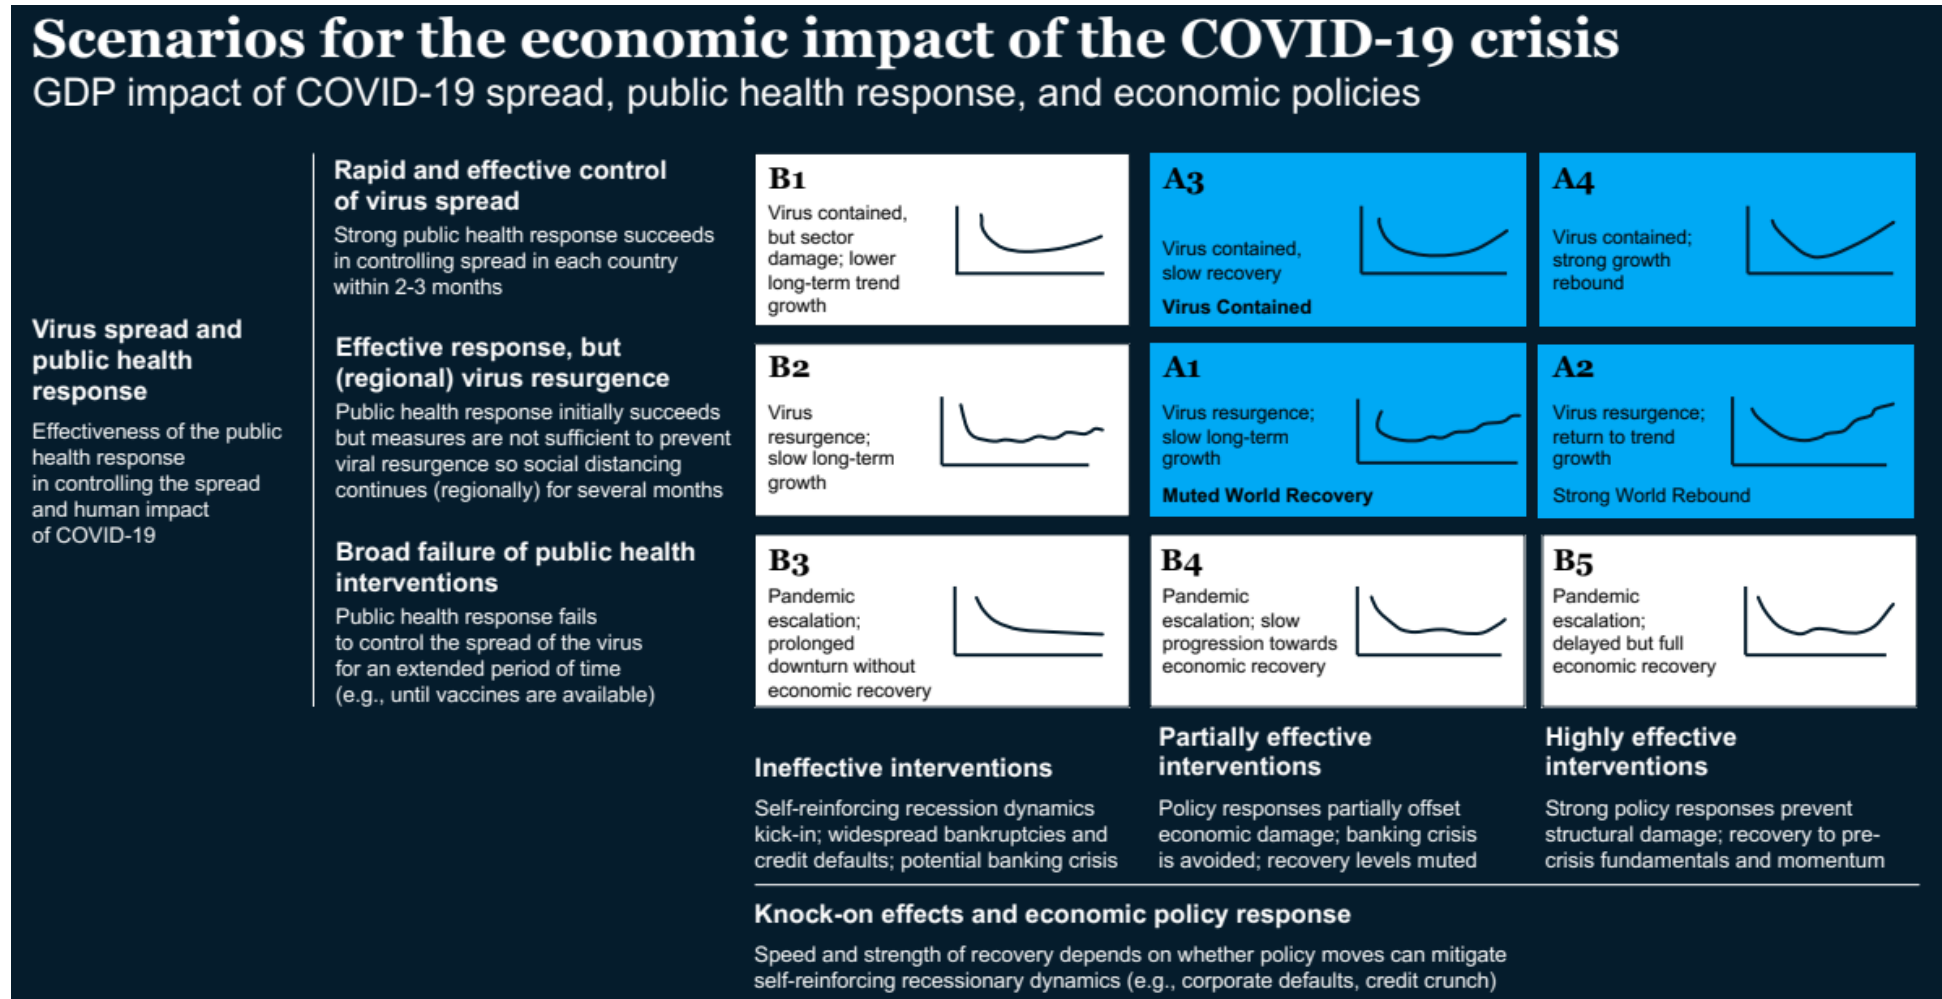 Scenarios for the economic impact of the COVID-19 crisis
GDP impact of COVID-19 spread, public health response, and economic policies
Virus spread and
public health
response
Effectiveness of the public
health response
in controlling the spread
and human impact
of COVID-19
Rapid and effective control
of virus spread
Strong public health response succeeds
in controlling spread in each country
within 2-3 months
B1
Virus contained,
but sector
damage; lower
long-term trend
growth
A3
Virus contained,
slow recovery
Virus Contained
A4
Virus contained;
strong growth
rebound
Effective response, but
(regional) virus resurgence
Public health response initially succeeds
but measures are not sufficient to prevent
viral resurgence so social distancing
continues (regionally) for several months
B2
Virus
resurgence;
slow long-term
growth
A1
Virus resurgence;
slow long-term
growth
Muted World Recovery
A2
Virus resurgence;
return to trend
growth
Strong World Rebound
Broad failure of public health
interventions
Public health response fails
to control the spread of the virus
for an extended period of time
(e.g., until vaccines are available)
B3
Pandemic
escalation;
prolonged
downturn without
economic recovery
B4
Pandemic
escalation; slow
progression towards
economic recovery
B5
Pandemic
escalation;
delayed but full
economic recovery
Ineffective interventions
Self-reinforcing recession dynamics
kick-in; widespread bankruptcies and
credit defaults; potential banking crisis
Partially effective
interventions
Policy responses partially offset
economic damage; banking crisis
is avoided; recovery levels muted
Highly effective
interventions
Strong policy responses prevent
structural damage; recovery to pre-
crisis fundamentals and momentum
Knock-on effects and economic policy response
Speed and strength of recovery depends on whether policy moves can mitigate
self-reinforcing recessionary dynamics (e.g., corporate defaults, credit crunch)